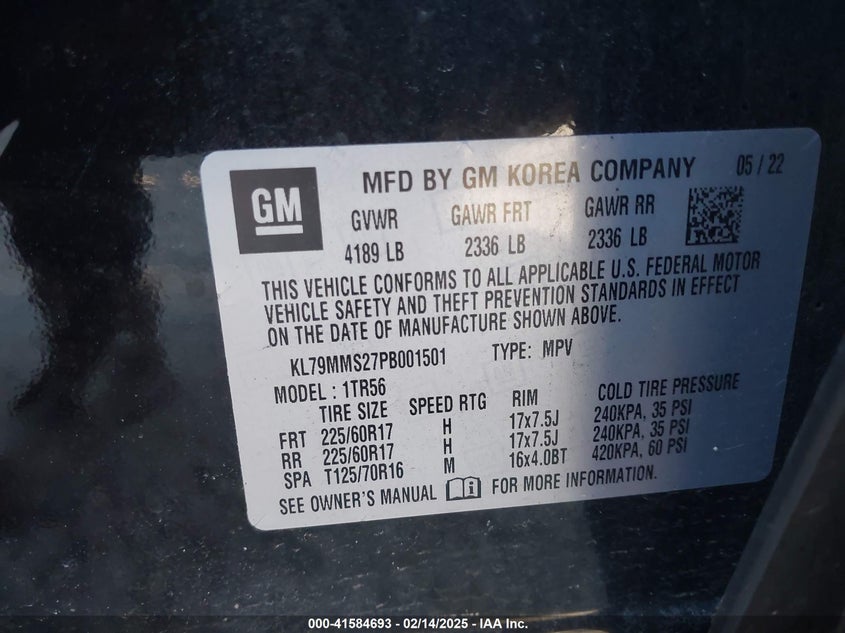 GM
MFD BY GM KOREA COMPANY 05 / 22
GVWR GAWR FRT GAWR RR
4189 LB 2336 LB 2336 LB
THIS VEHICLE CONFORMS TO ALL APPLICABLE U.S. FEDERAL MOTOR
VEHICLE SAFETY AND THEFT PREVENTION STANDARDS IN EFFECT
ON THE DATE OF MANUFACTURE SHOWN ABOVE.
KL79MMS27PB001501 TYPE: MPV
MODEL : 1TR56
TIRE SIZE SPEED RTG RIM COLD TIRE PRESSURE
FRT 225/60R17 H 17x7.5J 240KPA, 35 PSI
RR 225/60R17 H 17x7.5J 240KPA, 35 PSI
SPA T125/70R16 M 16x4.0BT 420KPA, 60 PSI
SEE OWNER'S MANUAL FOR MORE INFORMATION.
000-41584693 - 02/14/2025 - IAA Inc.